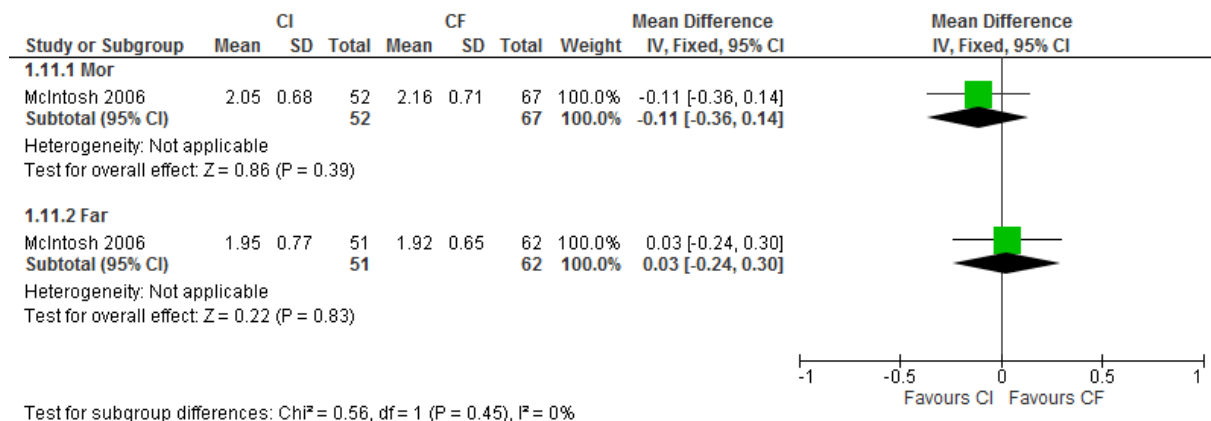 CI CF Mean Difference Mean Difference
Study or Subgroup Mean SD Total Mean SD Total Weight IV, Fixed, 95% CI IV, Fixed, 95% CI
1.11.1 Mor
McIntosh 2006 2.05 0.68 52 2.16 0.71 67 100.0% -0.11 [-0.36, 0.14]
Subtotal (95% CI) 52 67 100.0% -0.11 [-0.36, 0.14]
Heterogeneity: Not applicable
Test for overall effect: Z = 0.86 (P = 0.39)
1.11.2 Far
McIntosh 2006 1.95 0.77 51 1.92 0.65 62 100.0% 0.03 [-0.24, 0.30]
Subtotal (95% CI) 51 62 100.0% 0.03 [-0.24, 0.30]
Heterogeneity: Not applicable
Test for overall effect: Z = 0.22 (P = 0.83)
-1 -0.5 0 0.5 1
Favours CI Favours CF
Test for subgroup differences: Chi² = 0.56, df = 1 (P = 0.45), I² = 0%